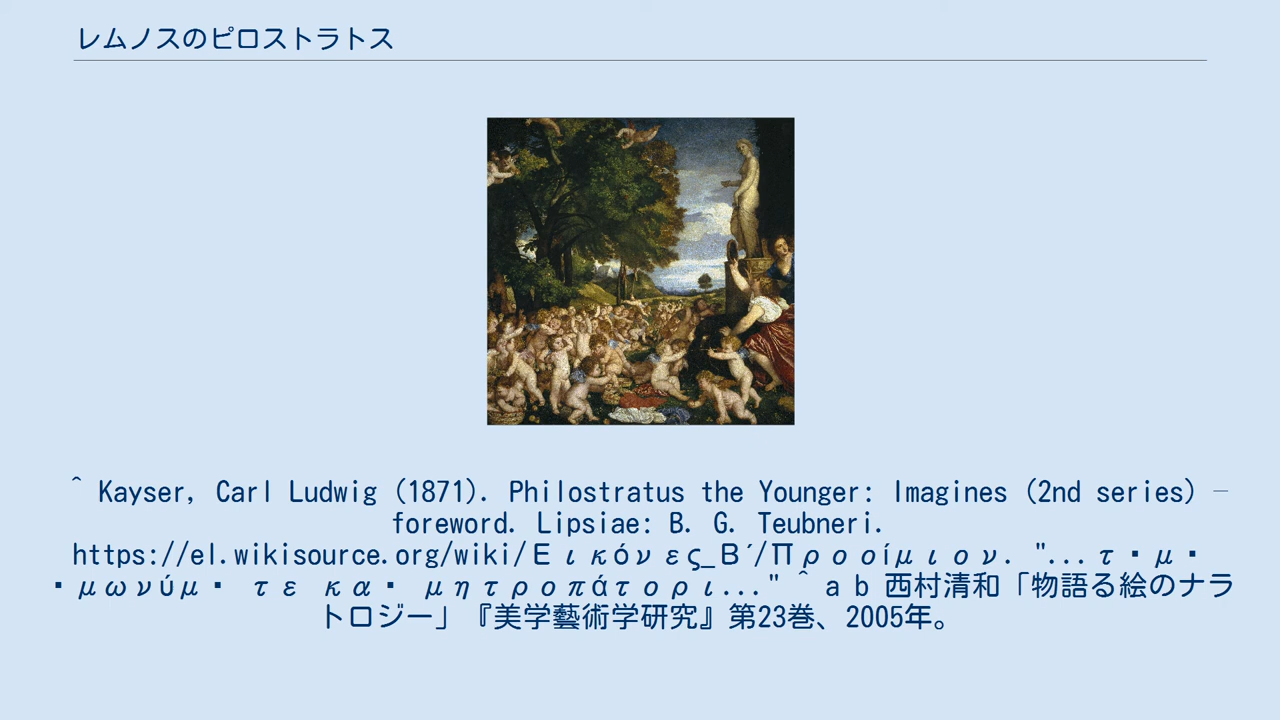 レムノスのピロストラトス
^ Kayser, Carl Ludwig (1871). Philostratus the Younger: Imagines (2nd series) –
foreword. Lipsiae: B. G. Teubneri.
https://el.wikisource.org/wiki/Εικόνες_Β΄/Προοίμιον. "...τ▪μ▪
▪μωνύμ▪ τε κα▪ μητροπάτορι..." ^ a b 西村清和「物語る絵のナラ
トロジー」『美学藝術学研究』第23巻、2005年。